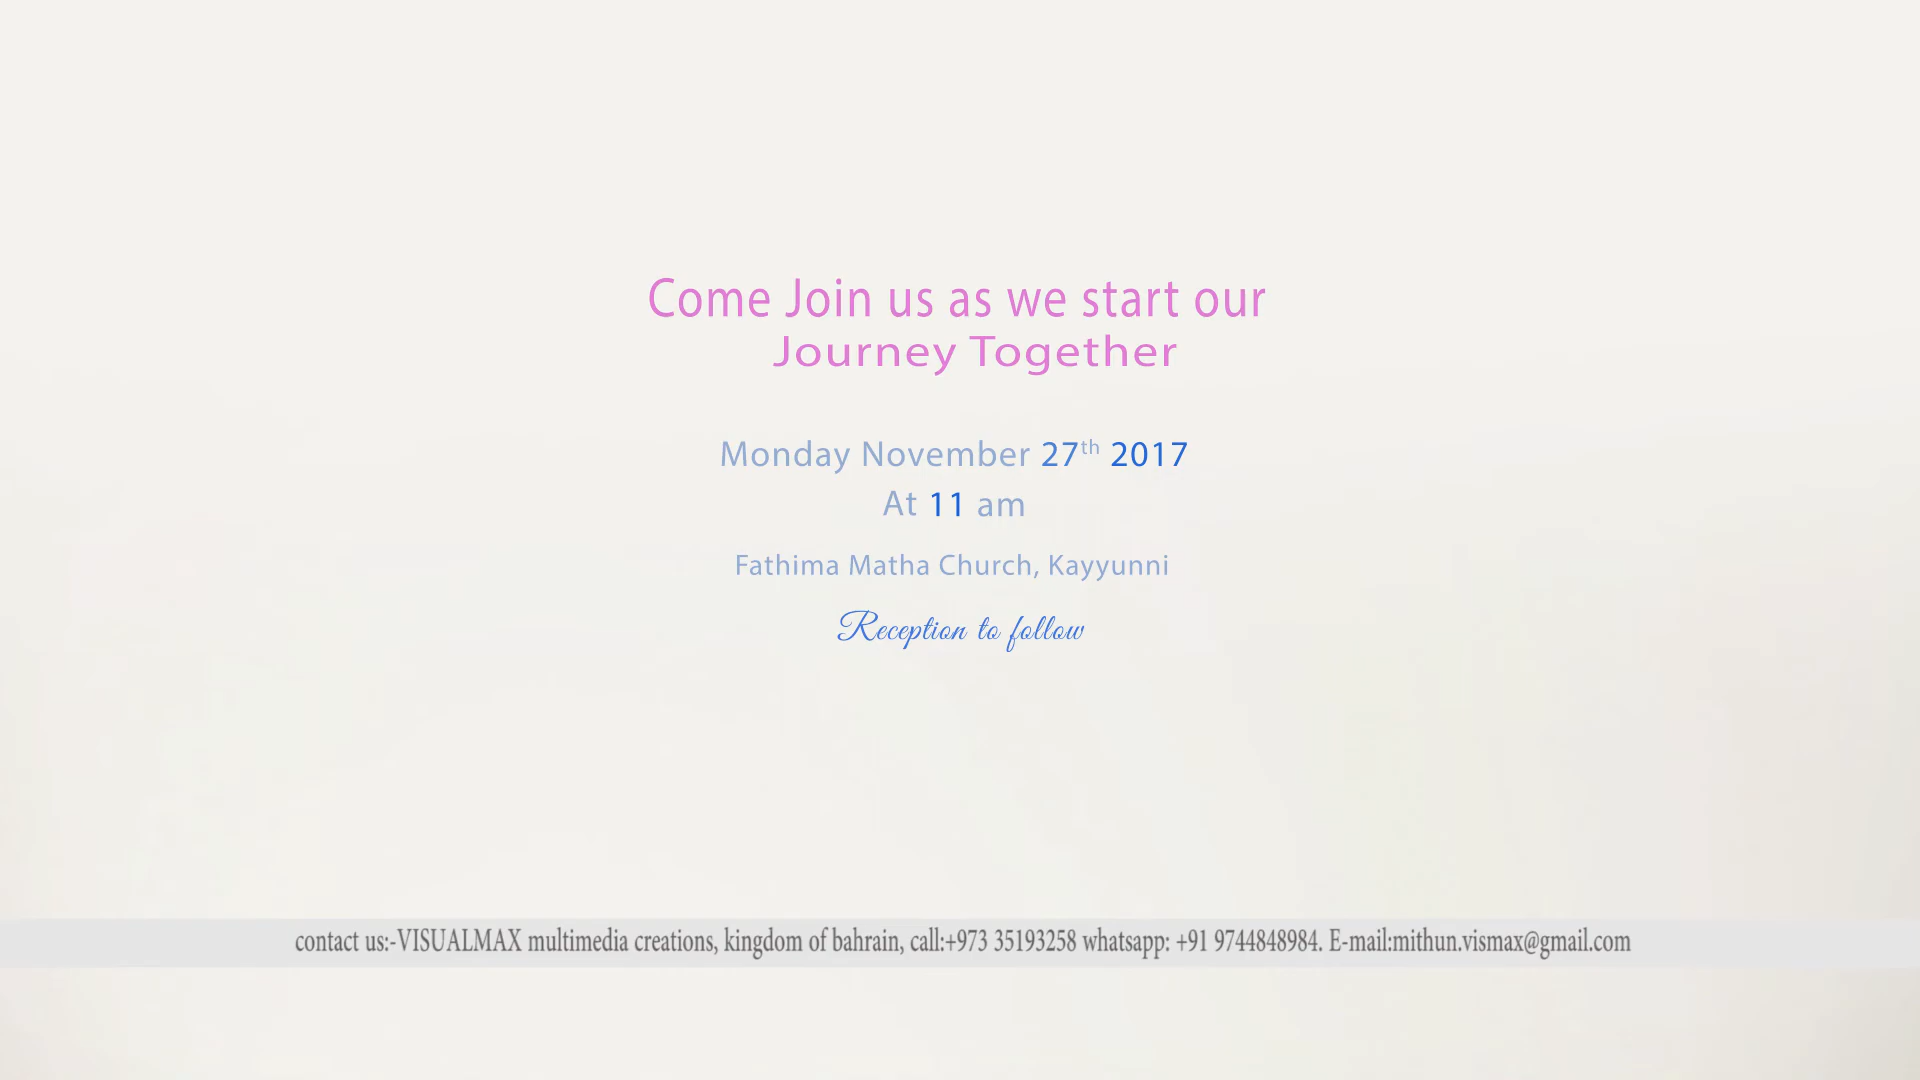 Come Join us as we start our
Journey Together
Monday November 27th 2017
At 11 am
Fathima Matha Church, Kayyunni
Reception to follow
contact us:-VISUALMAX multimedia creations, kingdom of bahrain, call:+973 35193258 whatsapp: +91 9744848984. E-mail:mithun.vismax@gmail.com